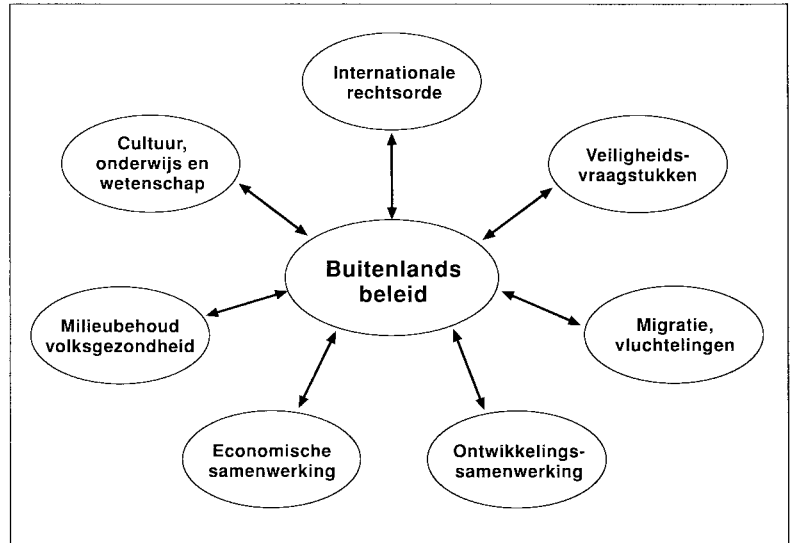 Internationale
rechtsorde
Cultuur,
onderwijs en
wetenschap
Veiligheids-
vraagstukken
Buitenlands
beleid
Milieubehoud
volksgezondheid
Migratie,
vluchtelingen
Economische
samenwerking
Ontwikkelings-
samenwerking